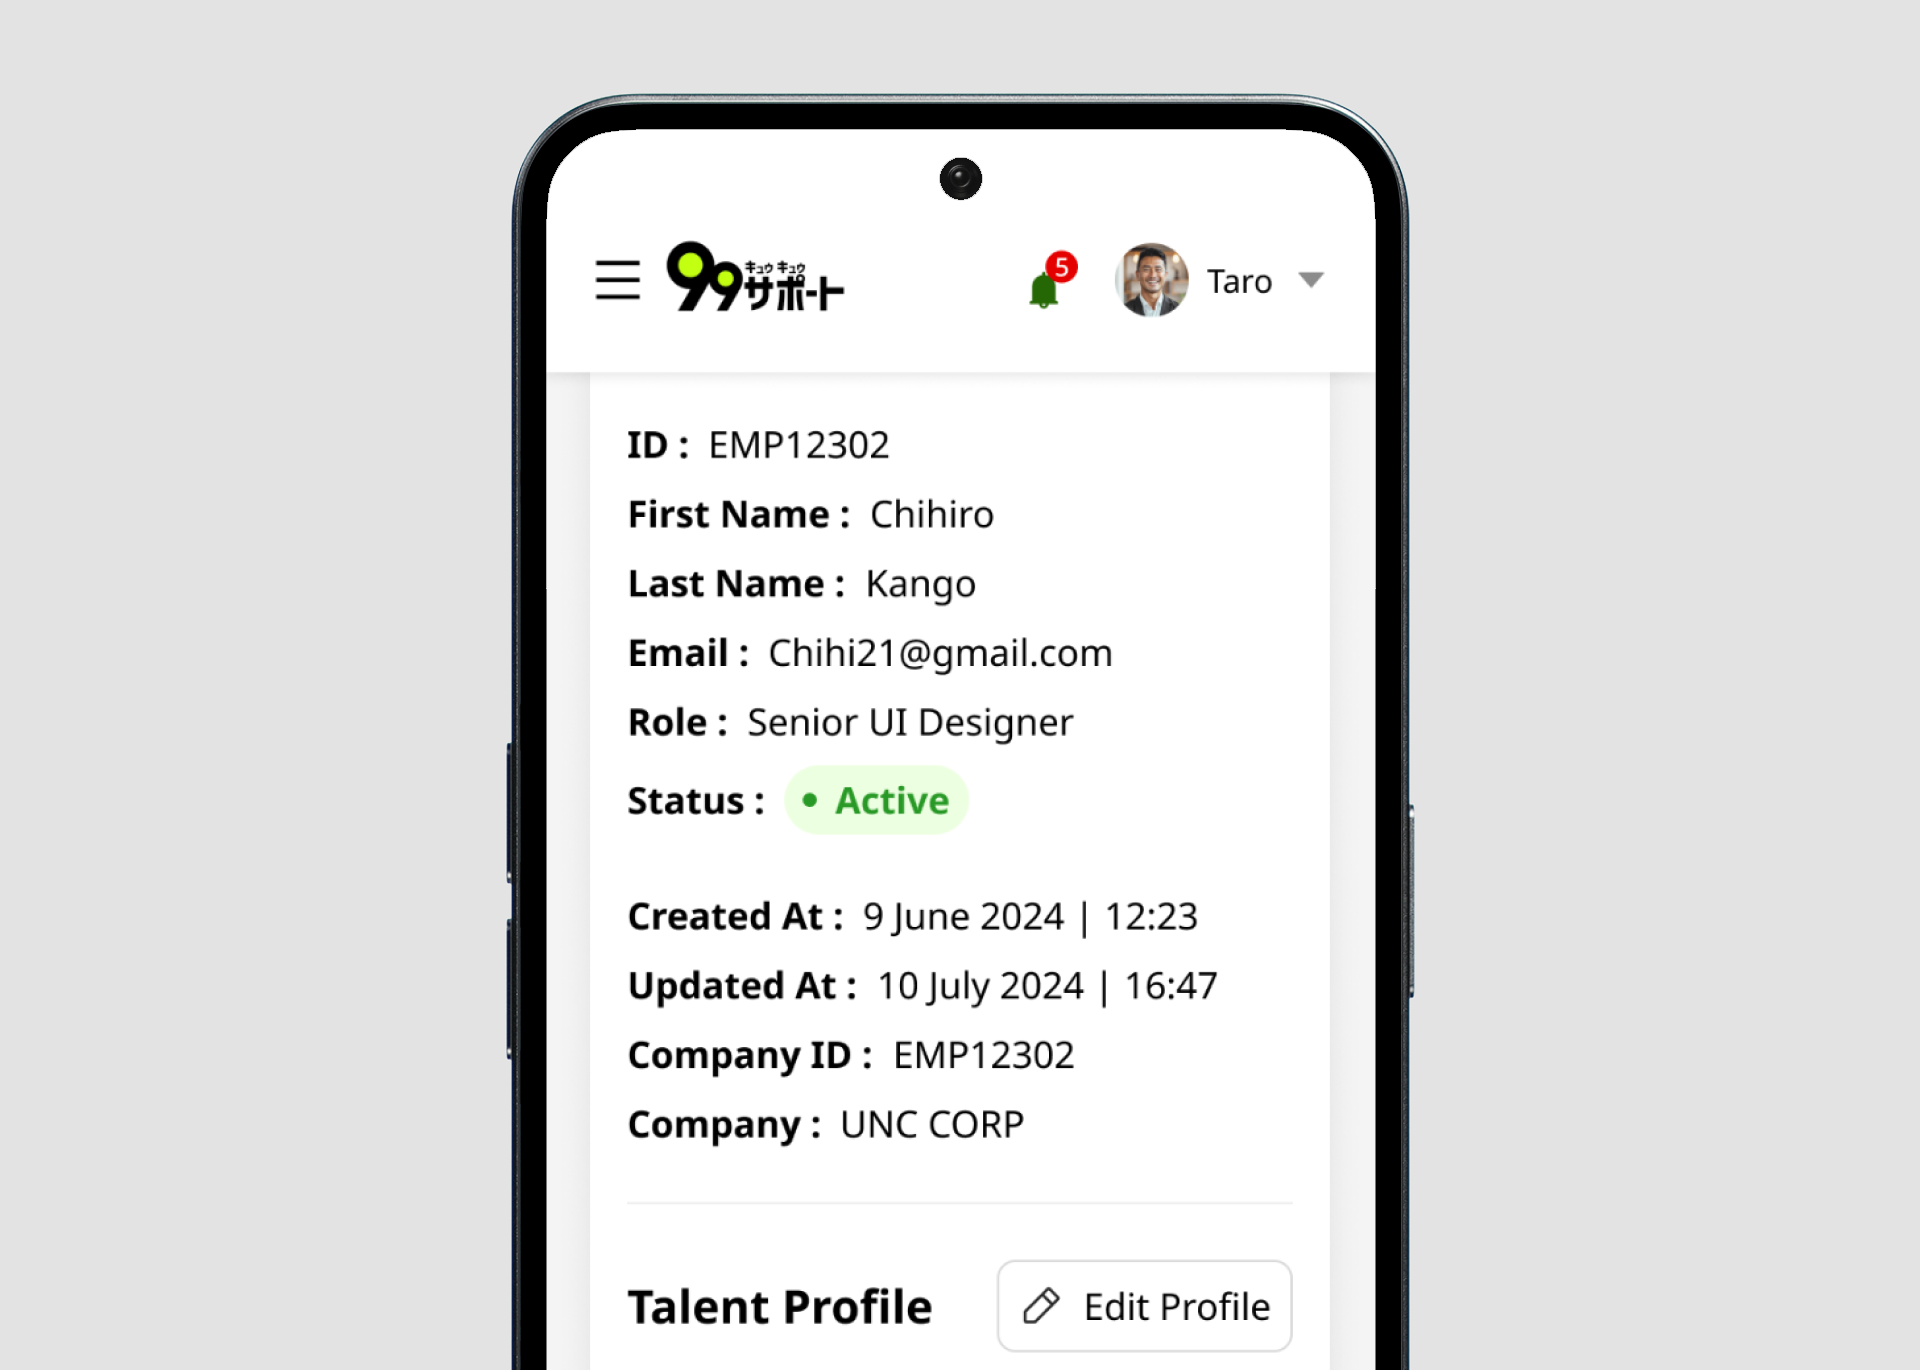 99
キュウ キュウ
サポート
5
Taro
ID : EMP12302
First Name : Chihiro
Last Name : Kango
Email : Chihi21@gmail.com
Role : Senior UI Designer
Status : • Active
Created At : 9 June 2024 | 12:23
Updated At : 10 July 2024 | 16:47
Company ID : EMP12302
Company : UNC CORP
Talent Profile
Edit Profile